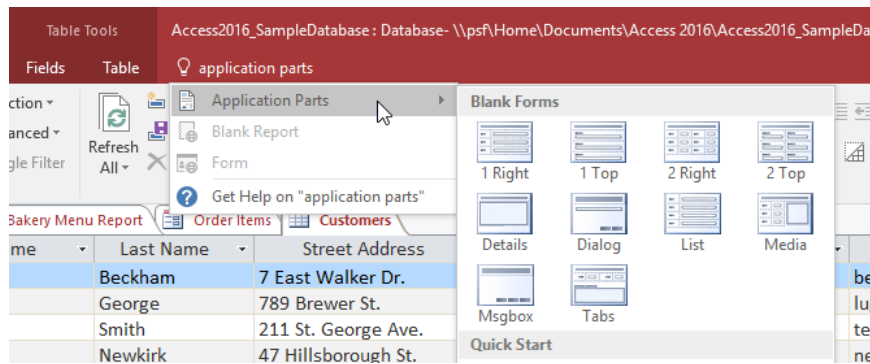 Table Tools
Access2016_SampleDatabase : Database- \\psf\Home\Documents\Access 2016\Access2016_SampleDa
Fields Table application parts
ction
anced
gle Filter
Refresh
All
Application Parts
Blank Report
Form
Get Help on "application parts"
Blank Forms
1 Right 1 Top 2 Right 2 Top
Details Dialog List Media
Msgbox Tabs
Quick Start
Bakery Menu Report Order Items Customers
me Last Name Street Address
Beckham 7 East Walker Dr. be
George 789 Brewer St. lu
Smith 211 St. George Ave. te
Newkirk 47 Hillsborough St. ne